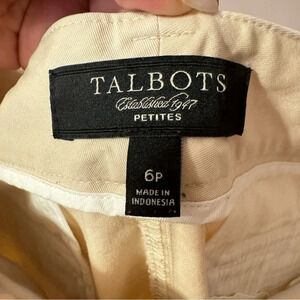 TALBOTS
Established 1947
PETITES
6P
MADE IN
INDONESIA